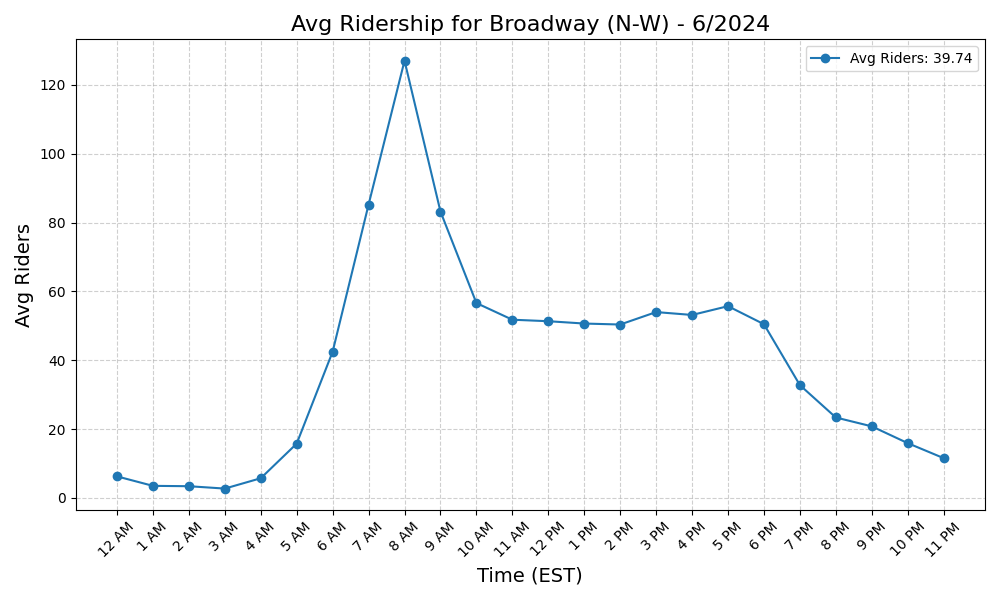 Avg Ridership for Broadway (N-W) - 6/2024
Avg Riders: 39.74
Avg Riders
120
100
80
60
40
20
0
12 AM
1 AM
2 AM
3 AM
4 AM
5 AM
6 AM
7 AM
8 AM
9 AM
10 AM
11 AM
12 PM
1 PM
2 PM
3 PM
4 PM
5 PM
6 PM
7 PM
8 PM
9 PM
10 PM
11 PM
Time (EST)